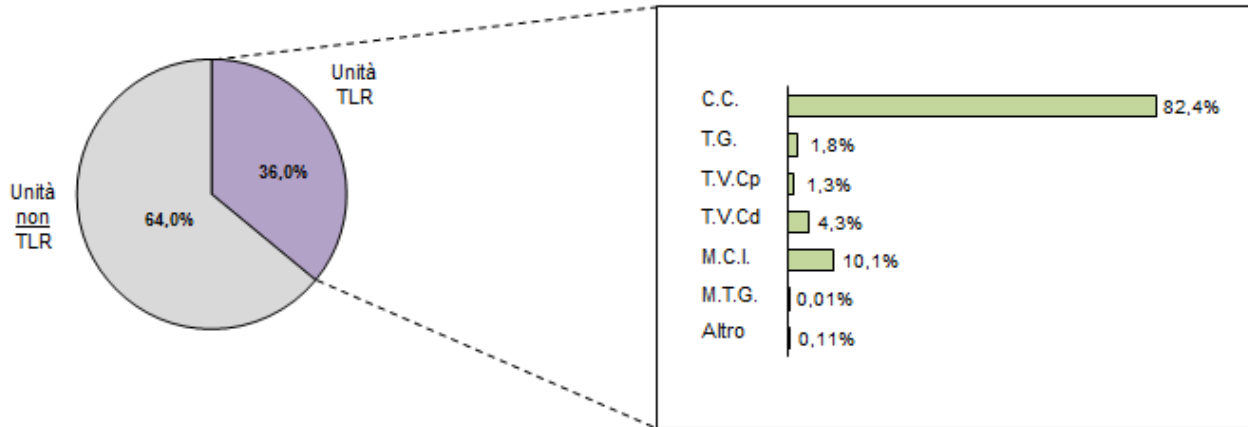 Unità
TLR
36,0%
Unità
non
TLR
64,0%
C.C. 82,4%
T.G. 1,8%
T.V.Cp 1,3%
T.V.Cd 4,3%
M.C.I. 10,1%
M.T.G. 0,01%
Altro 0,11%